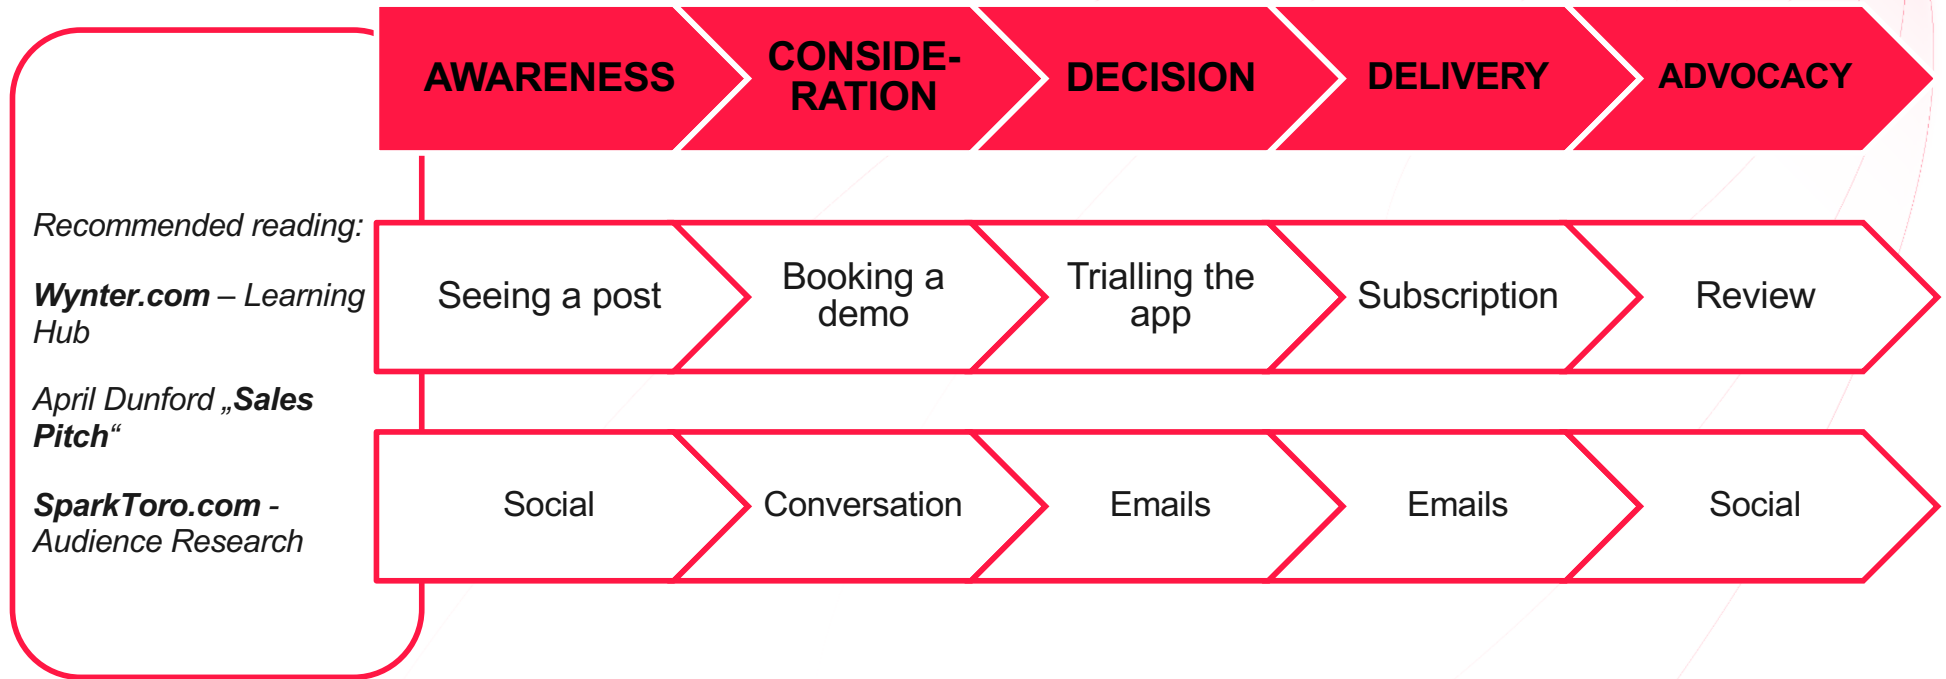 AWARENESS
CONSIDE-
RATION
DECISION
DELIVERY
ADVOCACY
Recommended reading:
Wynter.com – Learning
Hub
April Dunford „Sales
Pitch“
SparkToro.com -
Audience Research
Seeing a post
Booking a
demo
Trialling the
app
Subscription
Review
Social
Conversation
Emails
Emails
Social